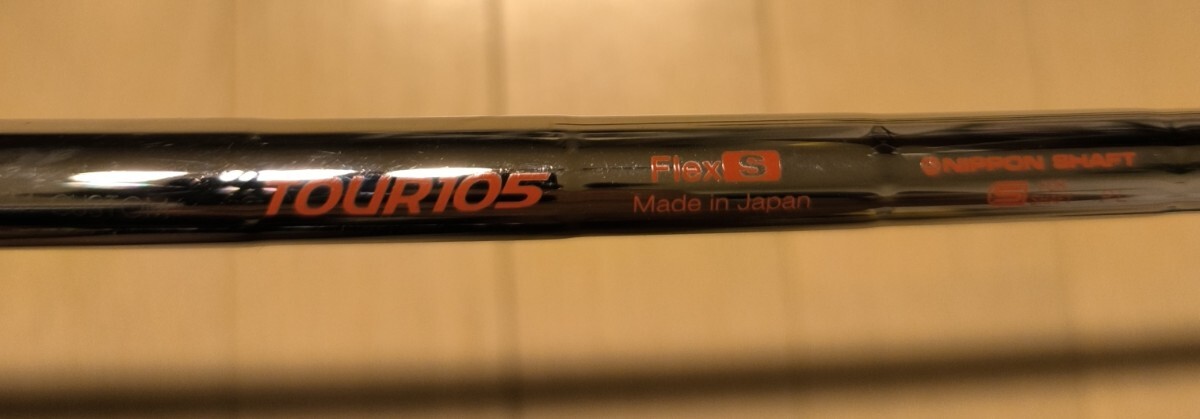 TOUR105
Flex S
Made in Japan
NIPPON SHAFT
S